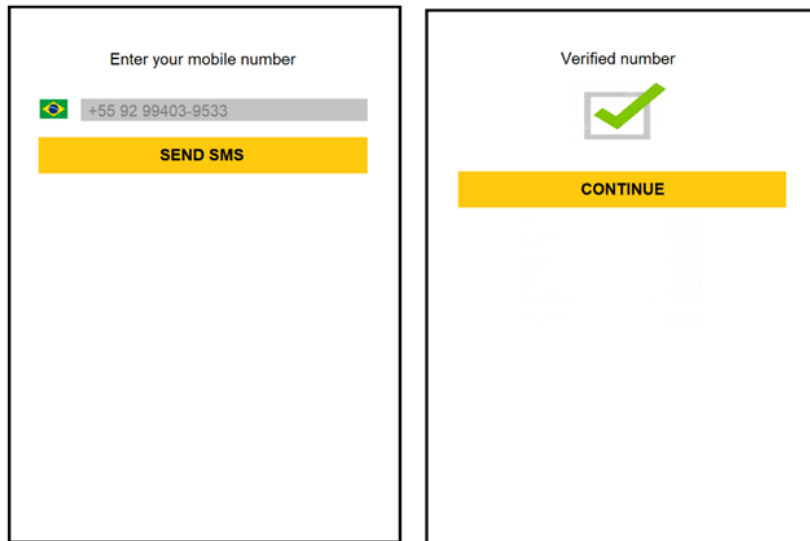 Enter your mobile number
+55 92 99403-9533
SEND SMS
Verified number
CONTINUE